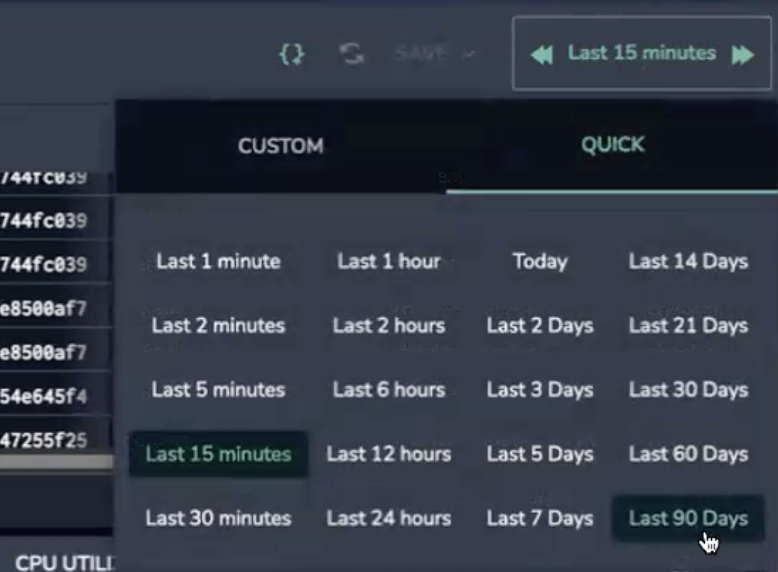 {} SAVE Last 15 minutes
CUSTOM QUICK
744fc039
744fc039
744fc039
e8500af7
e8500af7
54e645f4
47255f25
Last 1 minute Last 1 hour Today Last 14 Days
Last 2 minutes Last 2 hours Last 2 Days Last 21 Days
Last 5 minutes Last 6 hours Last 3 Days Last 30 Days
Last 15 minutes Last 12 hours Last 5 Days Last 60 Days
Last 30 minutes Last 24 hours Last 7 Days Last 90 Days
CPU UTILI